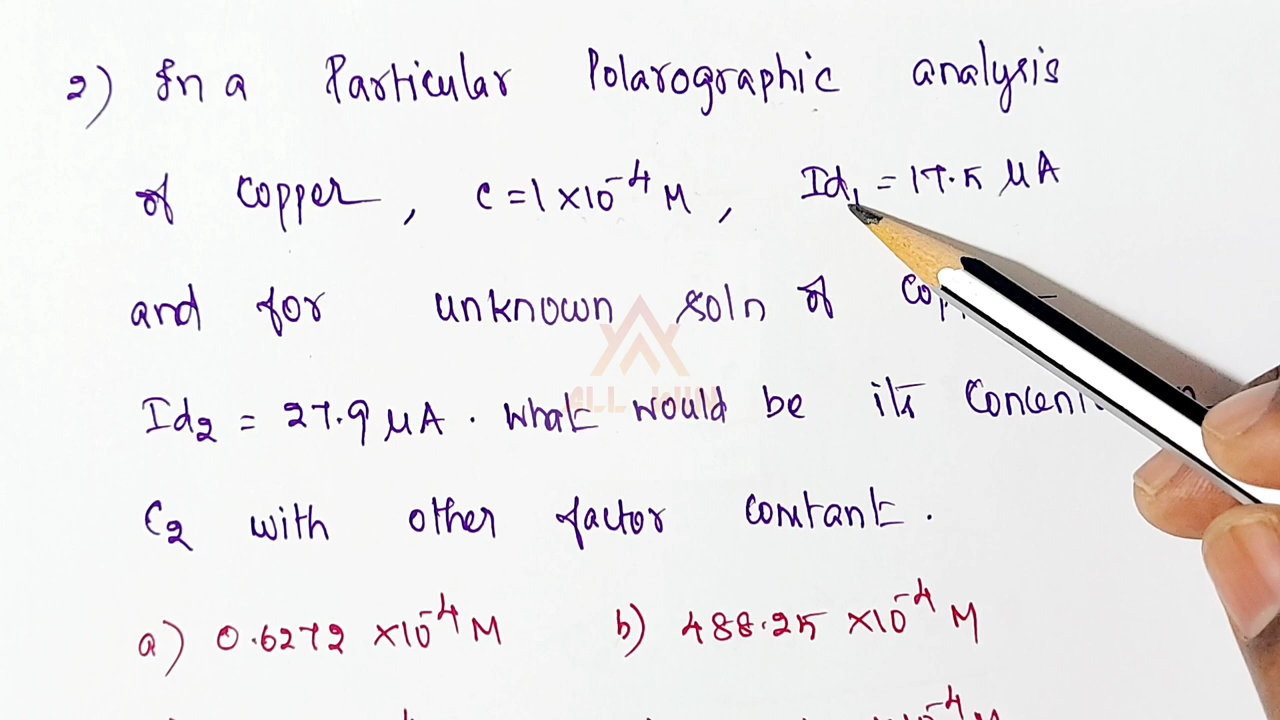 2) In a Particular Polarographic analysis
of Copper, C = 1 × 10⁻⁴ M, Id₁ = 17.5 μA
and for unknown soln of
Id₂ = 27.9 μA. what would be its
C₂ with other factor constant.
a) 0.6272 × 10⁻⁴ M b) 488.25 × 10⁻⁴ M